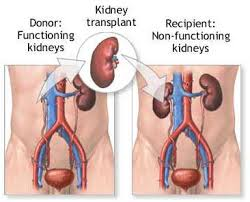 Donor:
Functioning
kidneys
Kidney
transplant
Recipient:
Non-functioning
kidneys